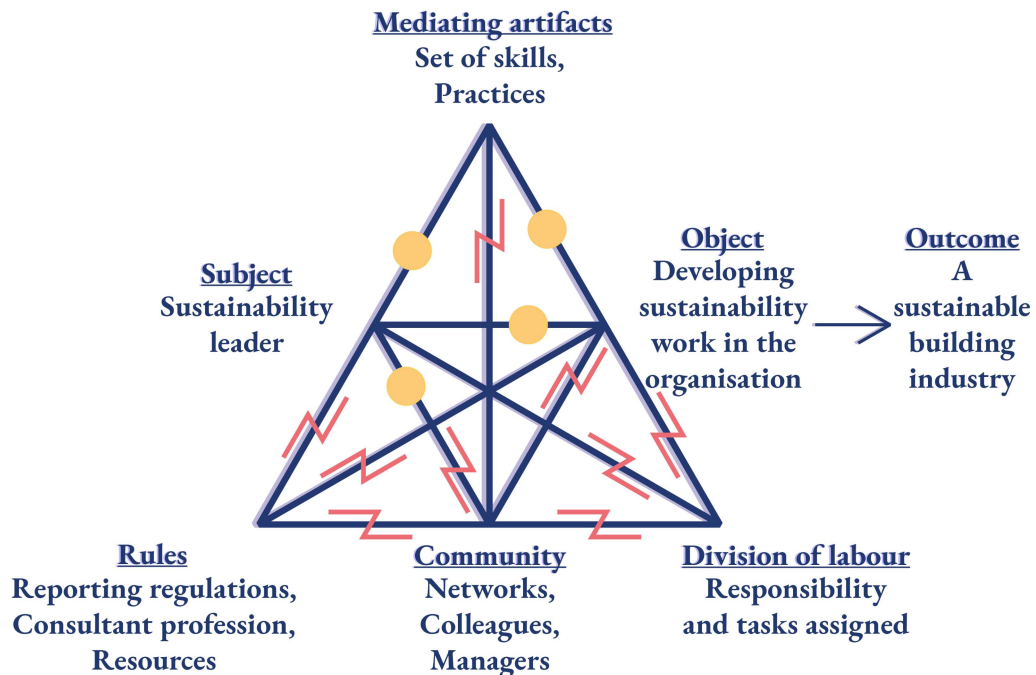 Mediating artifacts
Set of skills,
Practices
Subject
Sustainability
leader
Object
Developing
sustainability
work in the
organisation
Outcome
A
sustainable
building
industry
Rules
Reporting regulations,
Consultant profession,
Resources
Community
Networks,
Colleagues,
Managers
Division of labour
Responsibility
and tasks assigned